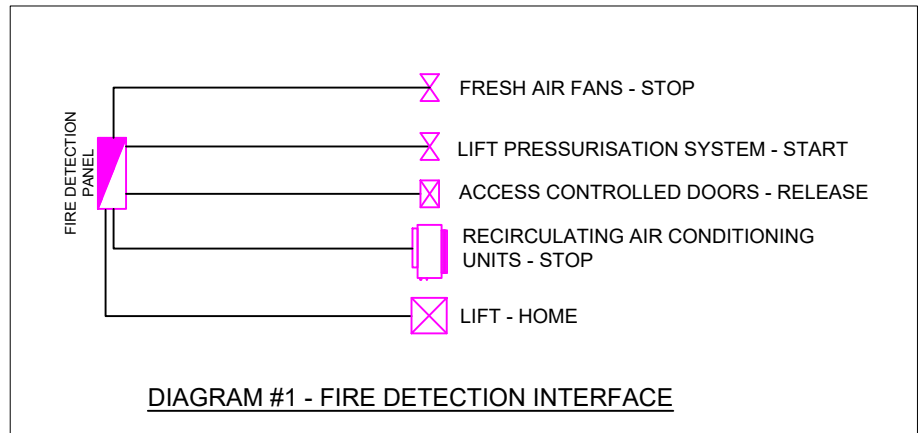 FRESH AIR FANS - STOP
FIRE DETECTION
PANEL
LIFT PRESSURISATION SYSTEM - START
ACCESS CONTROLLED DOORS - RELEASE
RECIRCULATING AIR CONDITIONING
UNITS - STOP
LIFT - HOME
DIAGRAM #1 - FIRE DETECTION INTERFACE